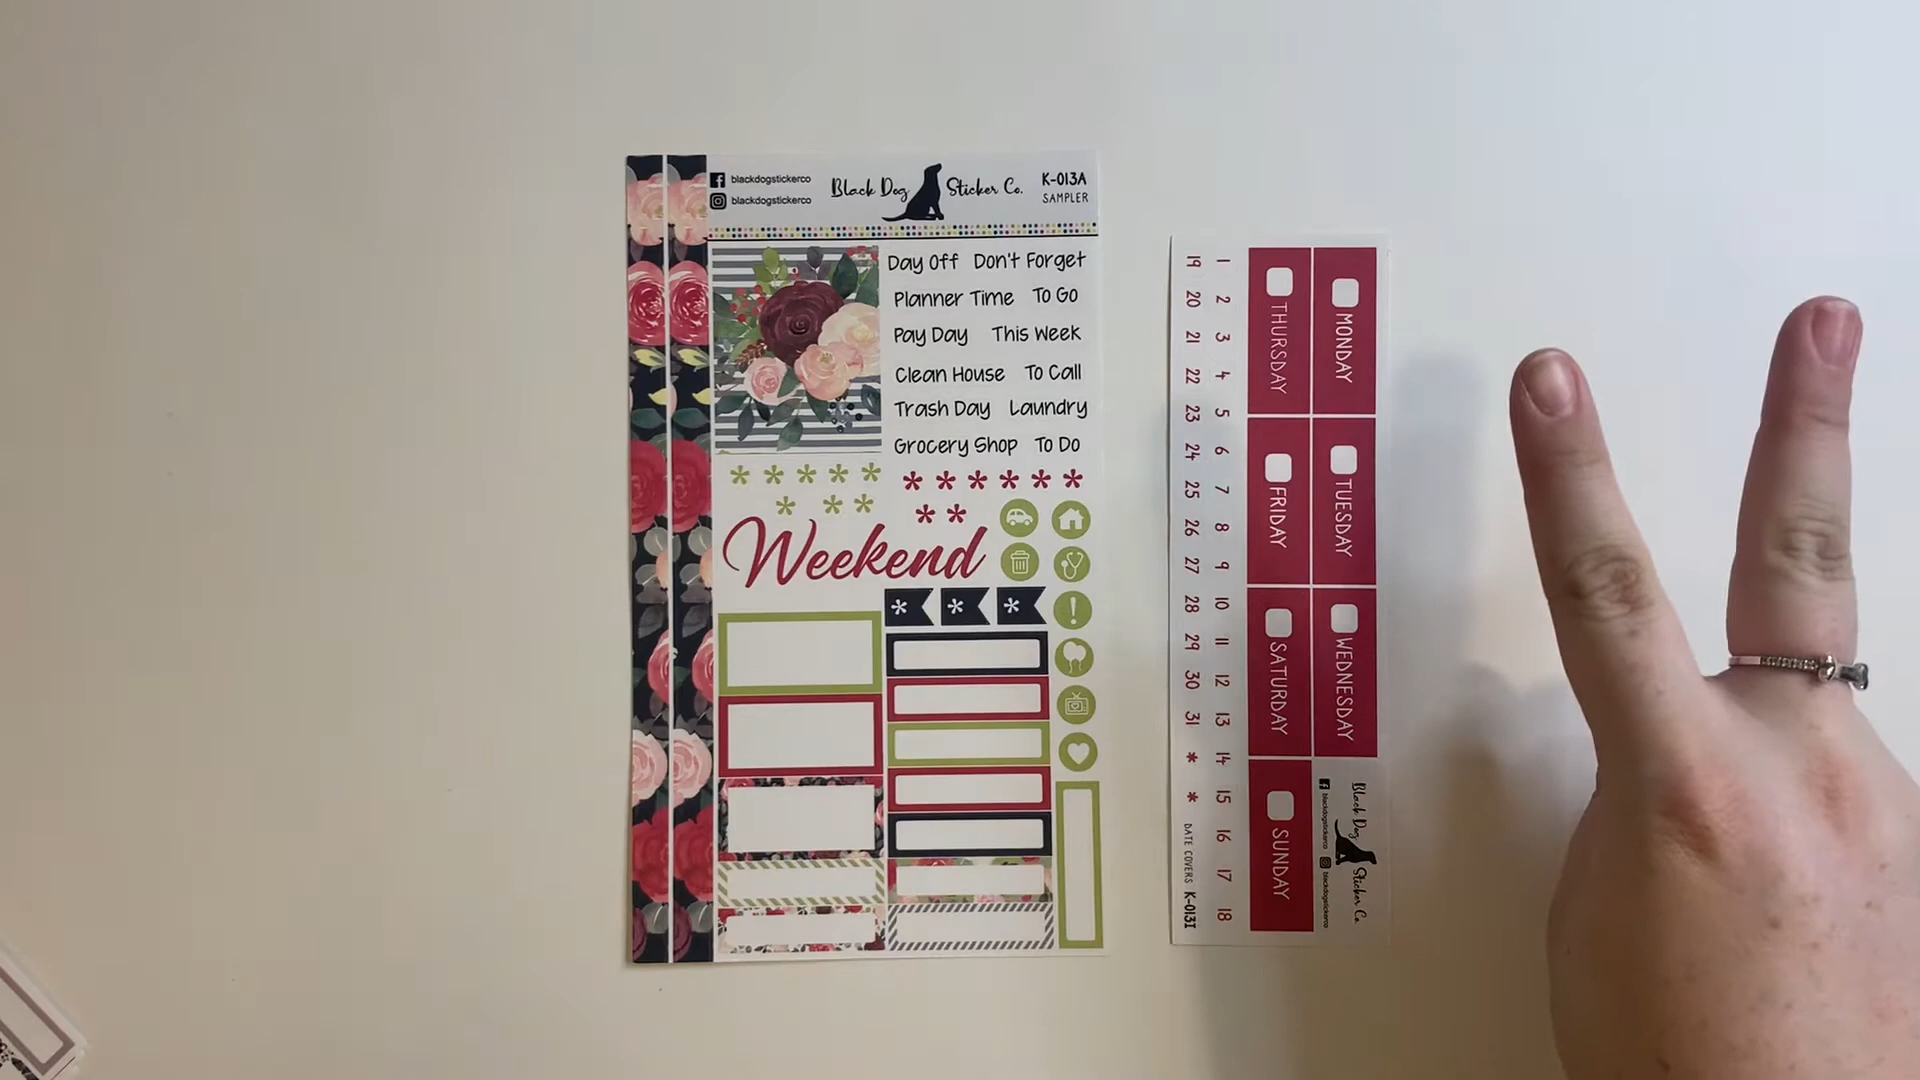 blackdogstickerco
blackdogstickerco
Black Dog Sticker Co.
K-013A
SAMPLER
Day Off Don't Forget
Planner Time To Go
Pay Day This Week
Clean House To Call
Trash Day Laundry
Grocery Shop To Do
Weekend
MONDAY
TUESDAY
WEDNESDAY
Black Dog Sticker Co.
blackdogstickerco blackdogstickerco
THURSDAY
FRIDAY
SATURDAY
SUNDAY
1 2 3 4 5 6 7 8 9 10 11 12 13 14 15 16 17 18
19 20 21 22 23 24 25 26 27 28 29 30 31 * * DATE COVERS K-013I